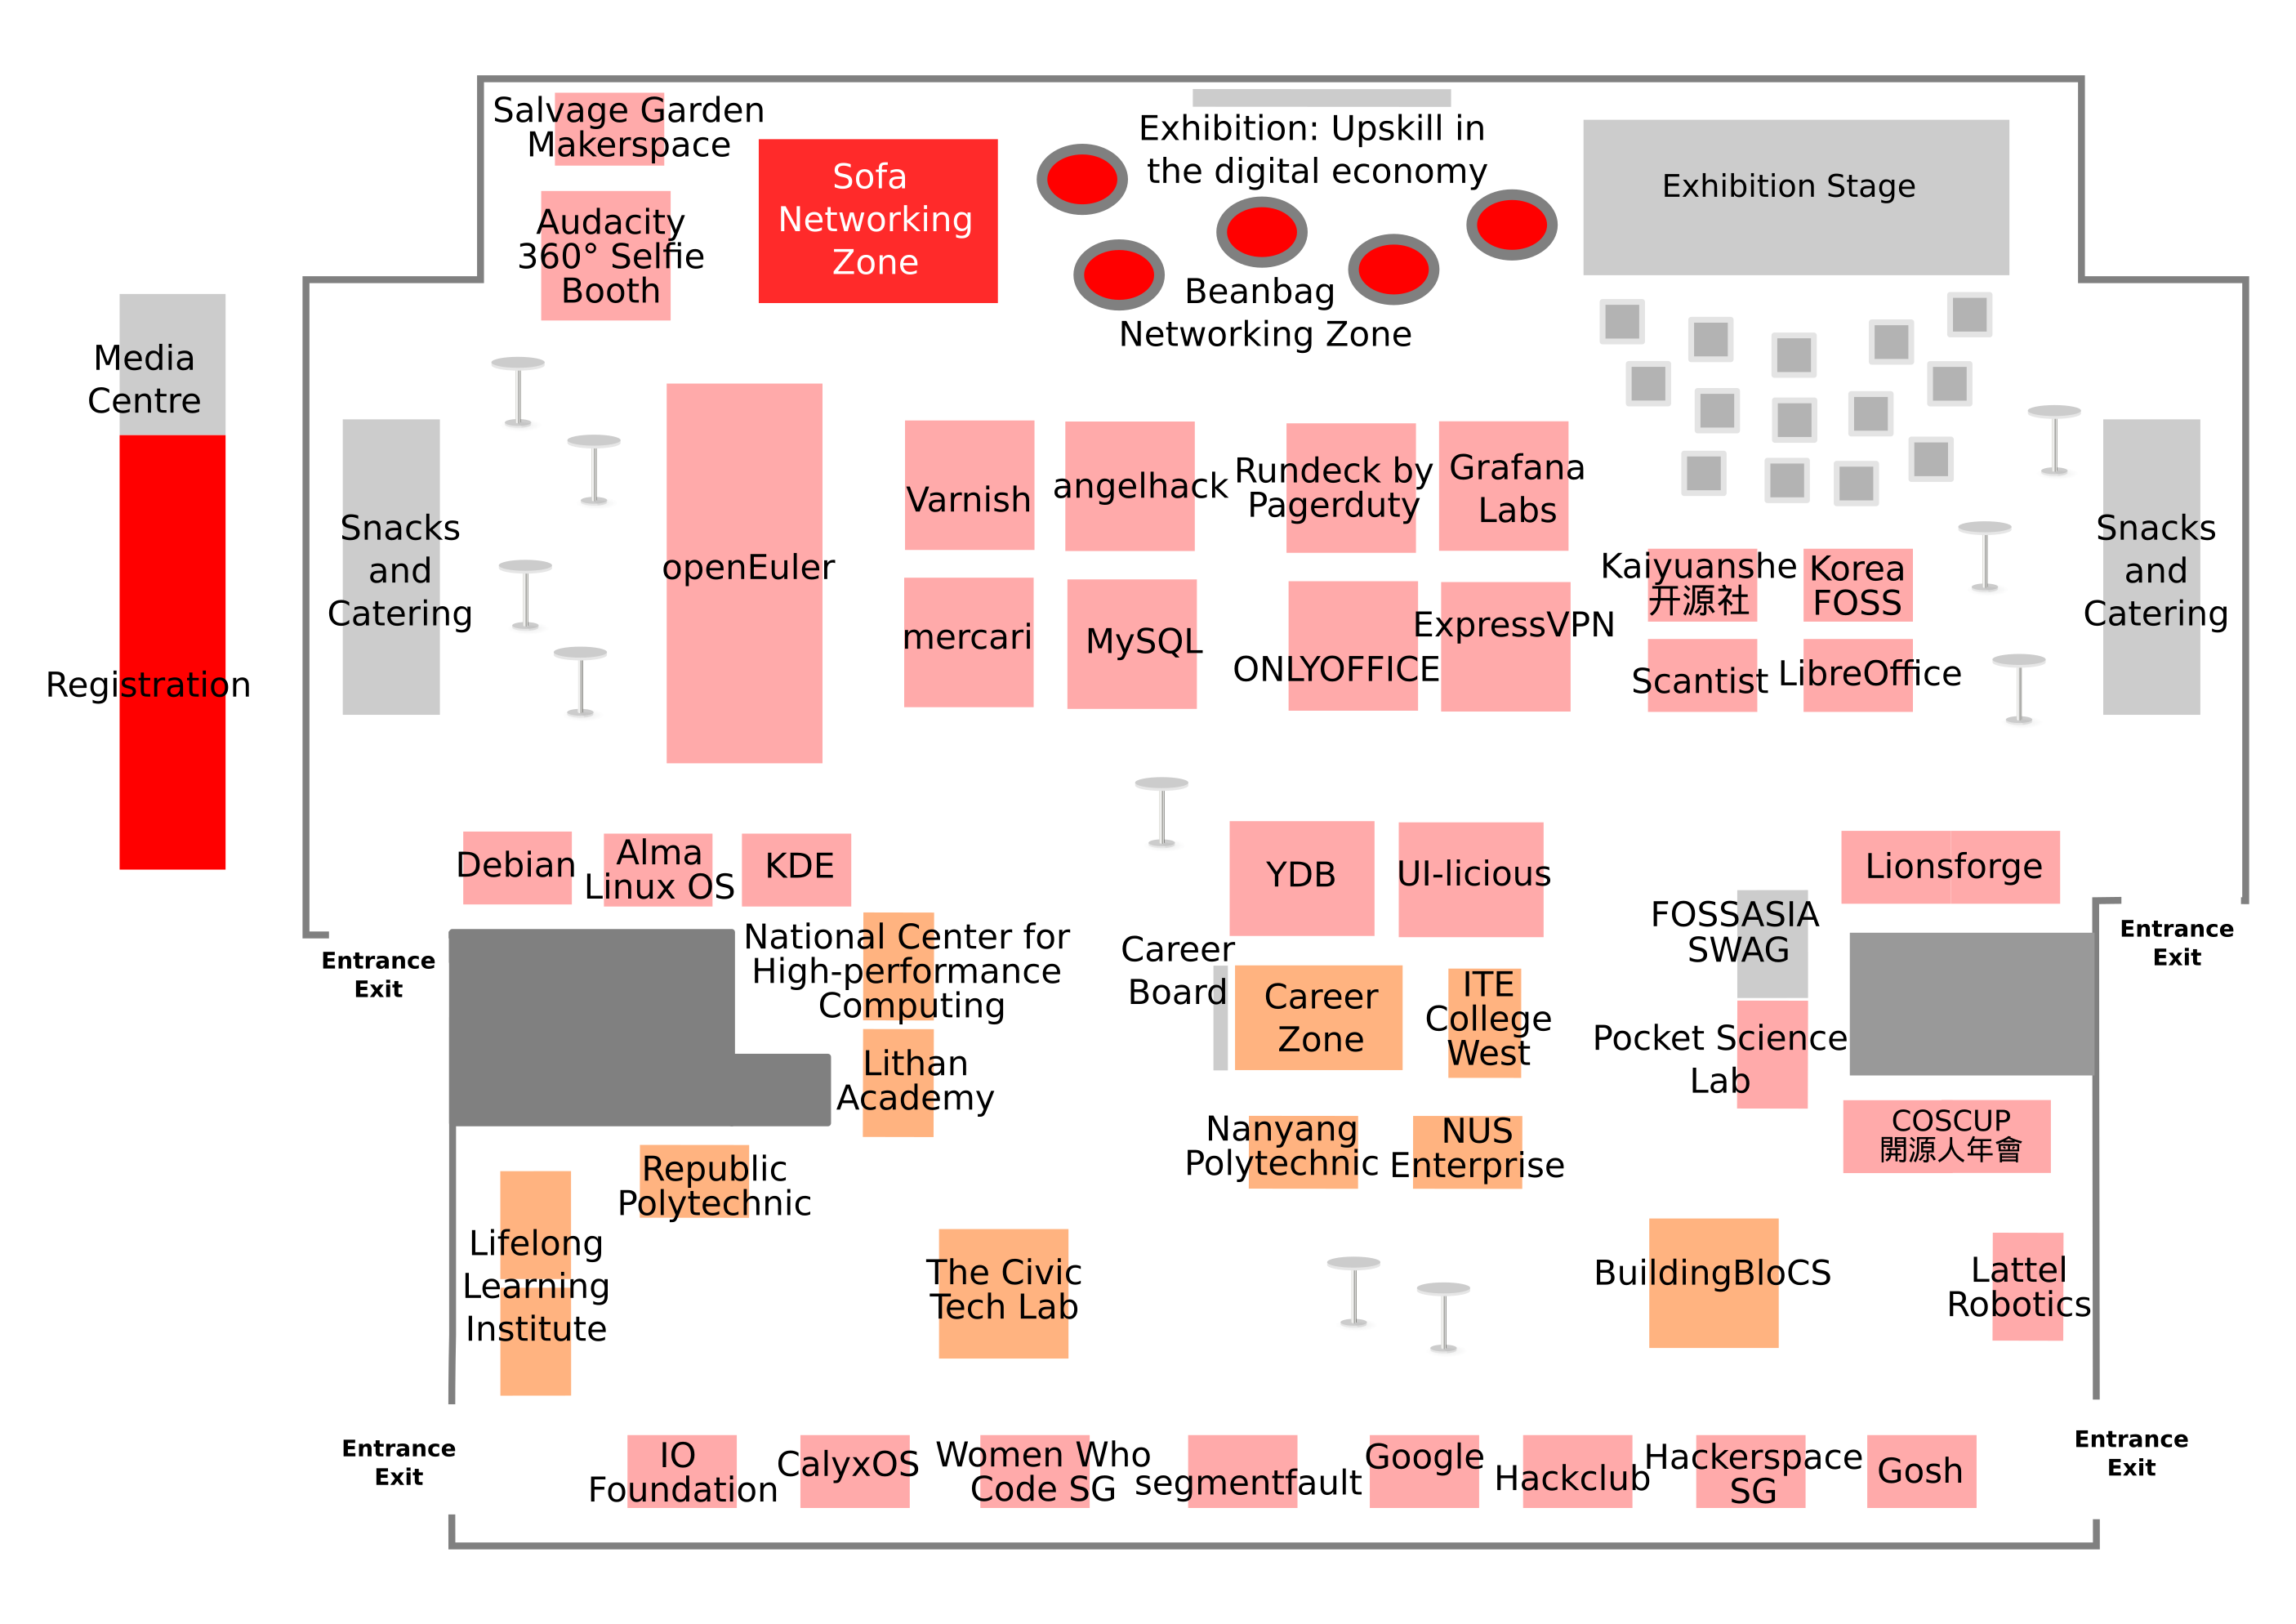 Salvage Garden
Makerspace
Audacity
360° Selfie
Booth
Sofa
Networking
Zone
Exhibition: Upskill in
the digital economy
Beanbag
Networking Zone
Exhibition Stage
Media
Centre
Registration
Snacks
and
Catering
openEuler
Varnish
angelhack
Rundeck by
Pagerduty
Grafana
Labs
mercari
MySQL
ONLYOFFICE
ExpressVPN
Kaiyuanshe
开源社
Korea
FOSS
Scantist
LibreOffice
Snacks
and
Catering
Debian
Alma
Linux OS
KDE
YDB
UI-licious
Lionsforge
Entrance
Exit
National Center for
High-performance
Computing
Lithan
Academy
Career
Board
Career
Zone
ITE
College
West
FOSSASIA
SWAG
Pocket Science
Lab
Entrance
Exit
COSCUP
開源人年會
Republic
Polytechnic
Nanyang
Polytechnic
NUS
Enterprise
Lifelong
Learning
Institute
The Civic
Tech Lab
BuildingBloCS
Lattel
Robotics
Entrance
Exit
IO
Foundation
CalyxOS
Women Who
Code SG
segmentfault
Google
Hackclub
Hackerspace
SG
Gosh
Entrance
Exit